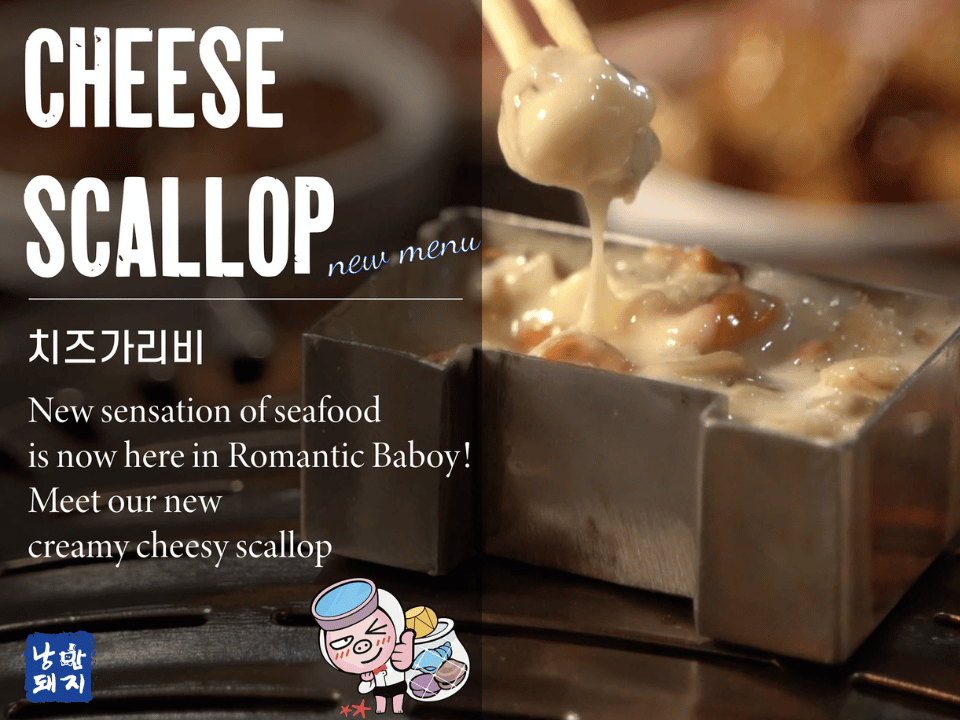 CHEESE
SCALLOP
new menu
치즈가리비
New sensation of seafood
is now here in Romantic Baboy!
Meet our new
creamy cheesy scallop
낭만
돼지